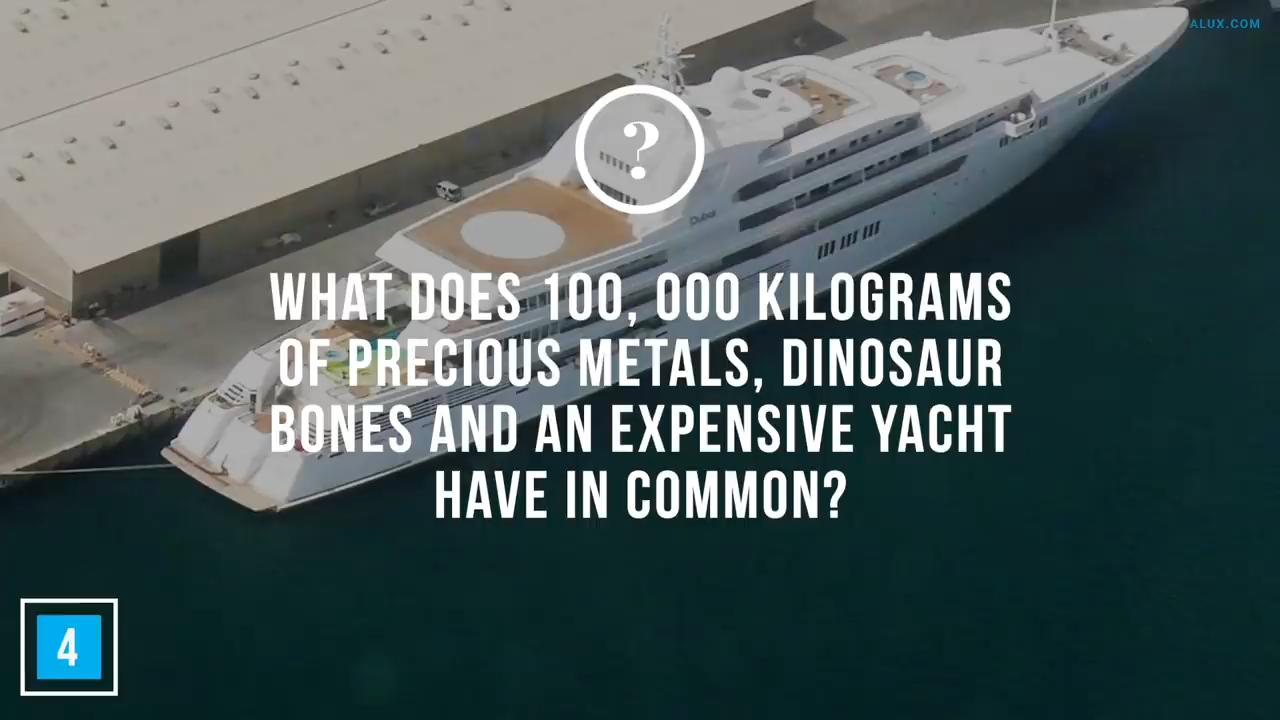 ALUX.COM
?
Dubai
WHAT DOES 100, 000 KILOGRAMS
OF PRECIOUS METALS, DINOSAUR
BONES AND AN EXPENSIVE YACHT
HAVE IN COMMON?
4